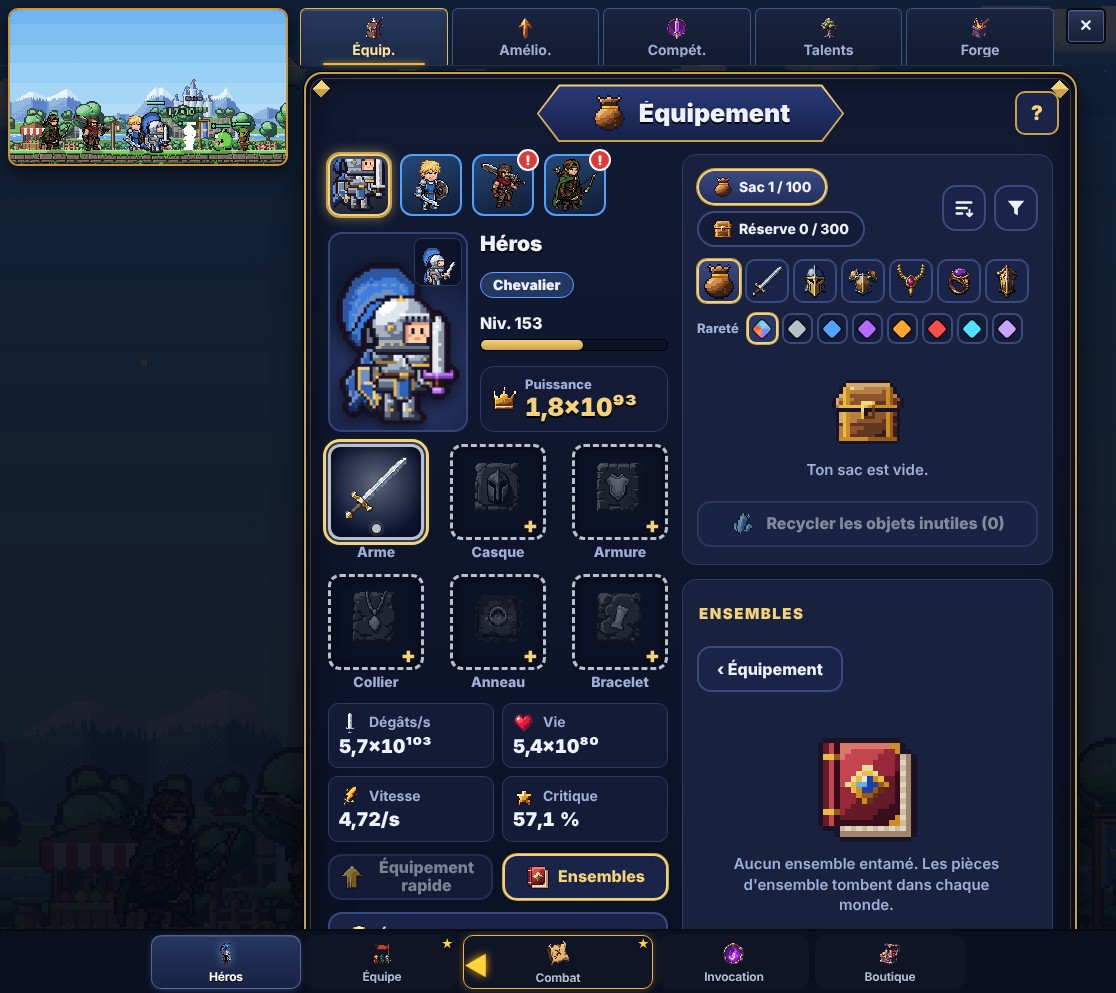 Équip.
Amélio.
Compét.
Talents
Forge
×
Équipement
?
!
!
Héros
Chevalier
Niv. 153
Puissance
1,8×10⁹³
Arme
Casque
Armure
Collier
Anneau
Bracelet
Dégâts/s
5,7×10¹⁰³
Vie
5,4×10⁸⁰
Vitesse
4,72/s
Critique
57,1 %
Équipement
rapide
Ensembles
Sac 1 / 100
Réserve 0 / 300
Rareté
Ton sac est vide.
Recycler les objets inutiles (0)
ENSEMBLES
‹ Équipement
Aucun ensemble entamé. Les pièces
d'ensemble tombent dans chaque
monde.
Héros
Équipe
Combat
Invocation
Boutique